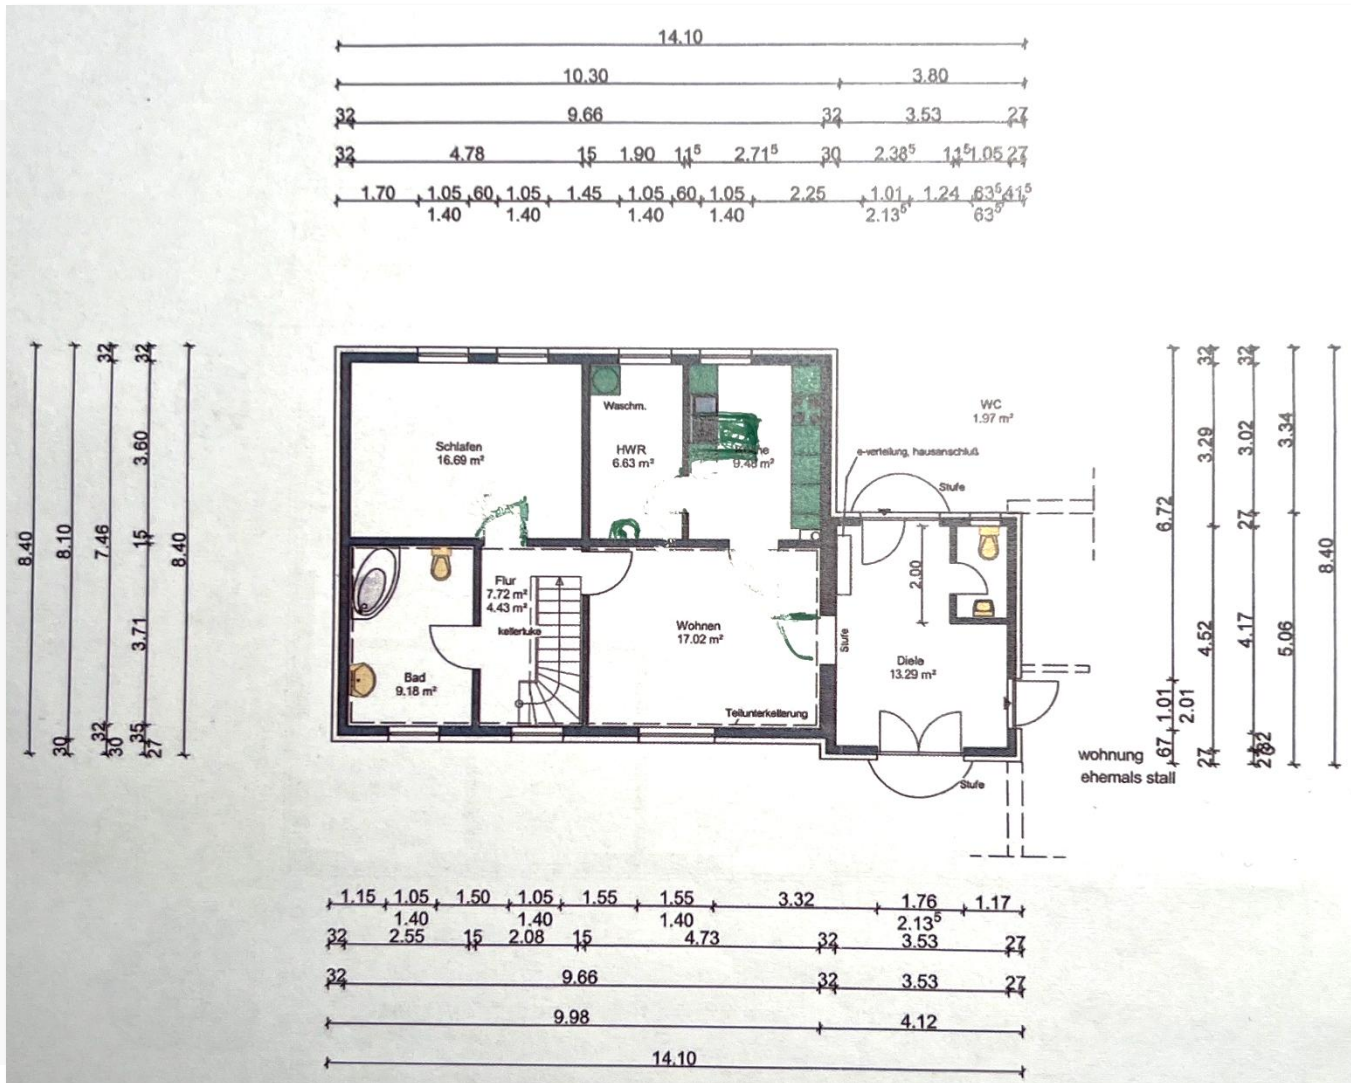 14.10
10.30 3.80
32 9.66 32 3.53 27
32 4.78 15 1.90 11⁵ 2.71⁵ 30 2.38⁵ 11⁵ 1.05 27
1.70 1.05 60 1.05 1.45 1.05 60 1.05 2.25 1.01 1.24 63⁵ 41⁵
1.40 1.40 1.40 1.40 2.13⁵ 63⁵
8.40
8.10
30
32
7.46
32
30
32
3.60
15
3.71
35
27
8.40
Schlafen
16.69 m²
Waschm.
HWR
6.63 m²
9.48 m²
WC
1.97 m²
e-verteilung, hausanschluß
Stufe
Flur
7.72 m²
4.43 m²
kellerluke
Bad
9.18 m²
Wohnen
17.02 m²
Teilunterkellerung
Stufe
2.00
Diele
13.29 m²
Stufe
wohnung
ehemals stall
6.72
1.01
2.01
67
32
3.29
4.52
27
32
3.02
27
4.17
3.34
5.06
8.40
1.15 1.05 1.50 1.05 1.55 1.55 3.32 1.76 1.17
1.40 1.40 1.40 2.13⁵
32 2.55 15 2.08 15 4.73 32 3.53 27
32 9.66 32 3.53 27
9.98 4.12
14.10